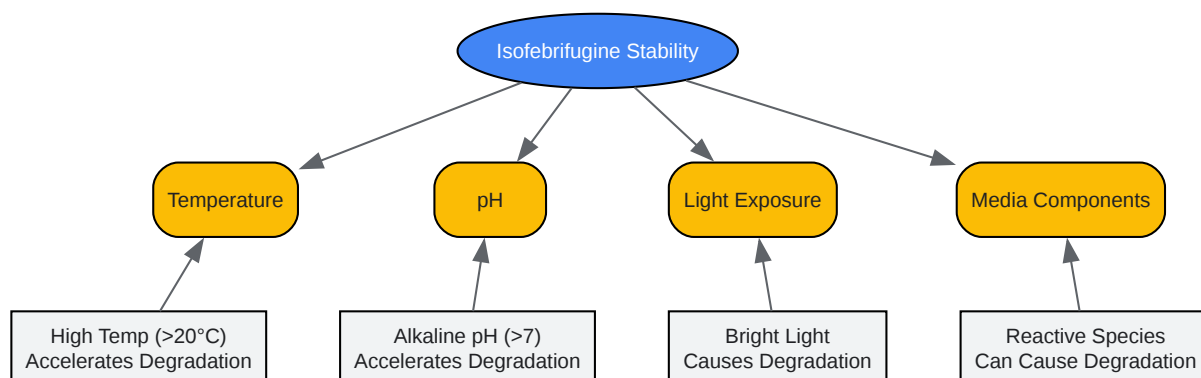 Isofebrifugine Stability
Temperature
pH
Light Exposure
Media Components
High Temp (>20°C)
Accelerates Degradation
Alkaline pH (>7)
Accelerates Degradation
Bright Light
Causes Degradation
Reactive Species
Can Cause Degradation